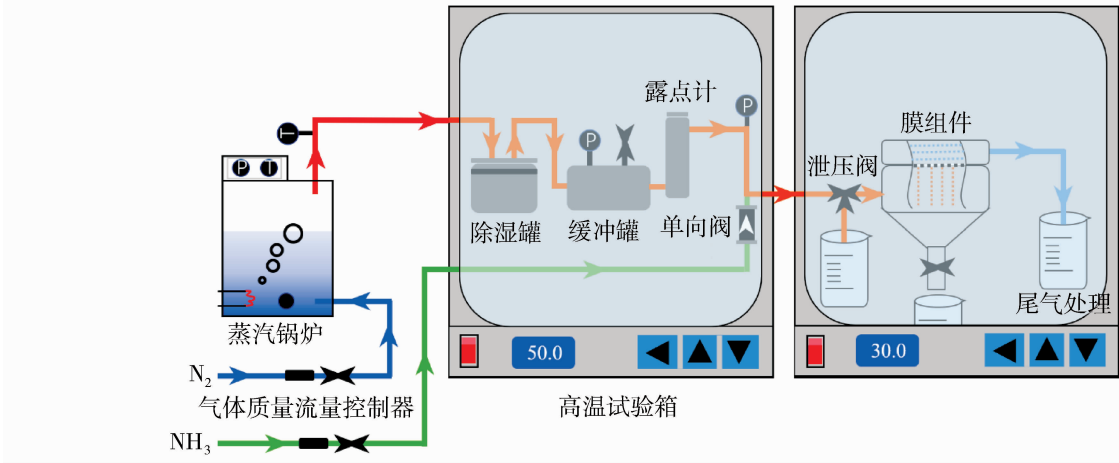 露点计
P
膜组件
T
P
泄压阀
P T
除湿罐
缓冲罐
单向阀
尾气处理
蒸汽锅炉
50.0
30.0
N2
气体质量流量控制器
高温试验箱
NH3